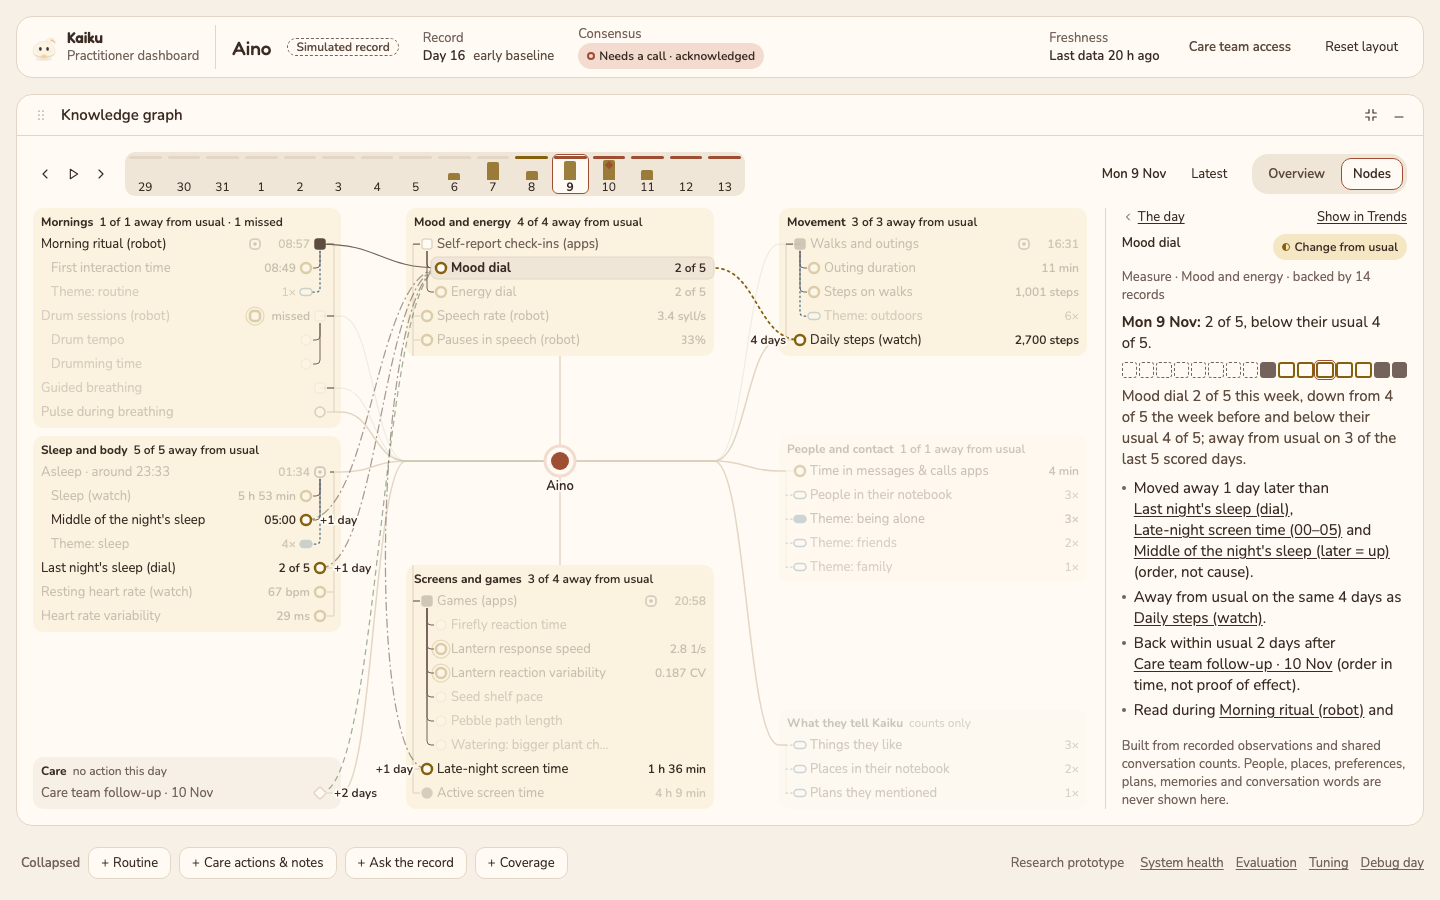 Kaiku
Practitioner dashboard
Aino
Simulated record
Record
Day 16 early baseline
Consensus
Needs a call · acknowledged
Freshness
Last data 20 h ago
Care team access
Reset layout
Knowledge graph
29 30 31 1 2 3 4 5 6 7 8 9 10 11 12 13
Mon 9 Nov
Latest
Overview
Nodes
Mornings 1 of 1 away from usual · 1 missed
Morning ritual (robot) 08:57
First interaction time 08:49
Theme: routine 1×
Drum sessions (robot) missed
Drum tempo
Drumming time
Guided breathing
Pulse during breathing
Sleep and body 5 of 5 away from usual
Asleep · around 23:33 01:34
Sleep (watch) 5 h 53 min
Middle of the night's sleep 05:00 +1 day
Theme: sleep 4×
Last night's sleep (dial) 2 of 5 +1 day
Resting heart rate (watch) 67 bpm
Heart rate variability 29 ms
Care no action this day
Care team follow-up · 10 Nov +2 days
Mood and energy 4 of 4 away from usual
Self-report check-ins (apps)
Mood dial 2 of 5
Energy dial 2 of 5
Speech rate (robot) 3.4 syll/s
Pauses in speech (robot) 33%
Aino
Screens and games 3 of 4 away from usual
Games (apps) 20:58
Firefly reaction time
Lantern response speed 2.8 1/s
Lantern reaction variability 0.187 CV
Seed shelf pace
Pebble path length
Watering: bigger plant ch...
+1 day Late-night screen time 1 h 36 min
Active screen time 4 h 9 min
Movement 3 of 3 away from usual
Walks and outings 16:31
Outing duration 11 min
Steps on walks 1,001 steps
Theme: outdoors 6×
4 days Daily steps (watch) 2,700 steps
People and contact 1 of 1 away from usual
Time in messages & calls apps 4 min
People in their notebook 3×
Theme: being alone 3×
Theme: friends 2×
Theme: family 1×
What they tell Kaiku counts only
Things they like 3×
Places in their notebook 2×
Plans they mentioned 1×
The day
Show in Trends
Mood dial
Change from usual
Measure · Mood and energy · backed by 14
records
Mon 9 Nov: 2 of 5, below their usual 4
of 5.
Mood dial 2 of 5 this week, down from 4
of 5 the week before and below their
usual 4 of 5; away from usual on 3 of the
last 5 scored days.
• Moved away 1 day later than
Last night's sleep (dial),
Late-night screen time (00–05) and
Middle of the night's sleep (later = up)
(order, not cause).
• Away from usual on the same 4 days as
Daily steps (watch).
• Back within usual 2 days after
Care team follow-up · 10 Nov (order in
time, not proof of effect).
• Read during Morning ritual (robot) and
Built from recorded observations and shared
conversation counts. People, places, preferences,
plans, memories and conversation words are
never shown here.
Collapsed
+ Routine
+ Care actions & notes
+ Ask the record
+ Coverage
Research prototype
System health
Evaluation
Tuning
Debug day